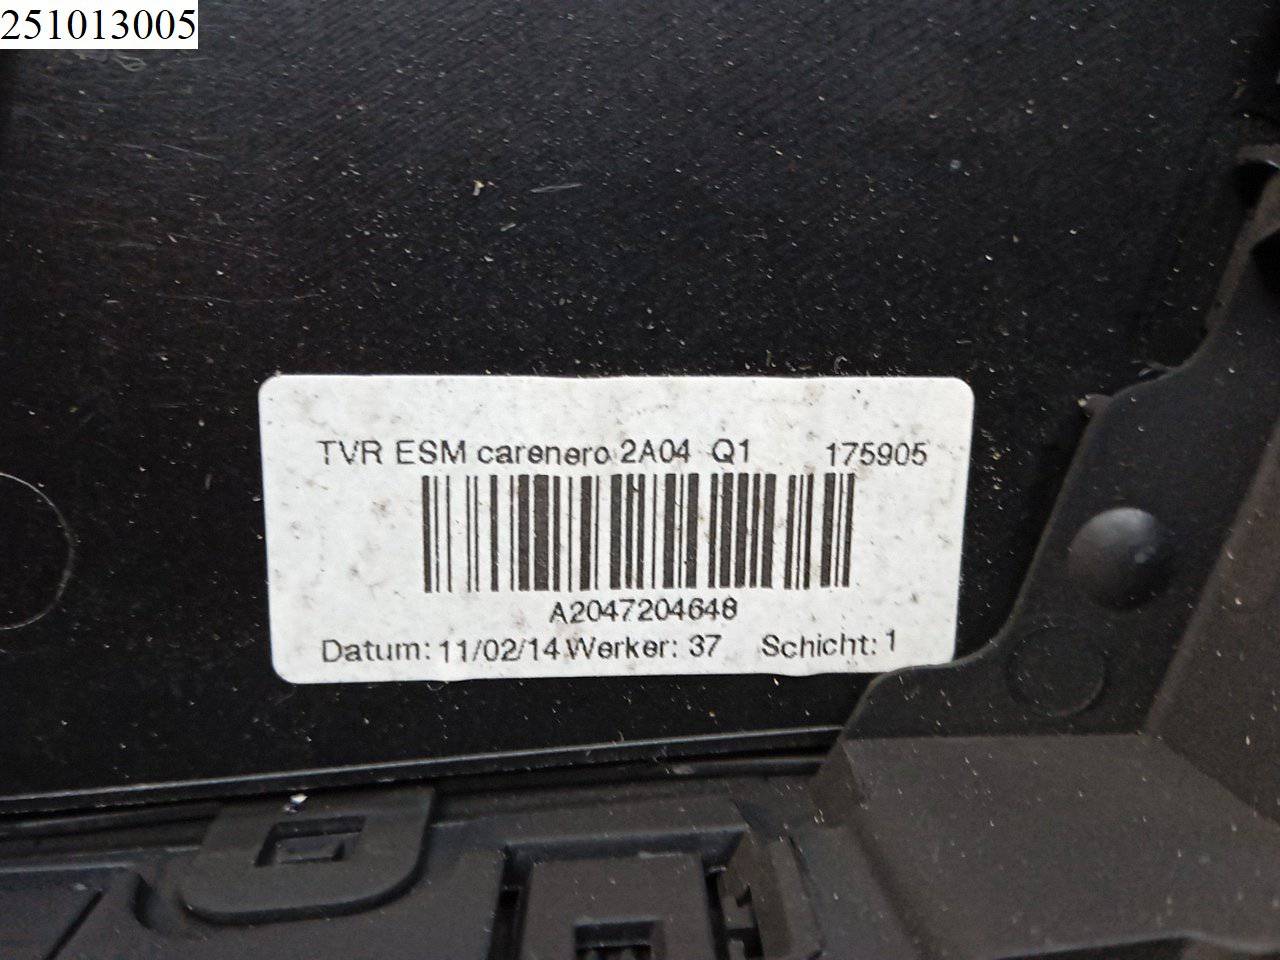 251013005
TVR ESM carenero 2A04 Q1 175905
A2047204648
Datum: 11/02/14 Werker: 37 Schicht: 1